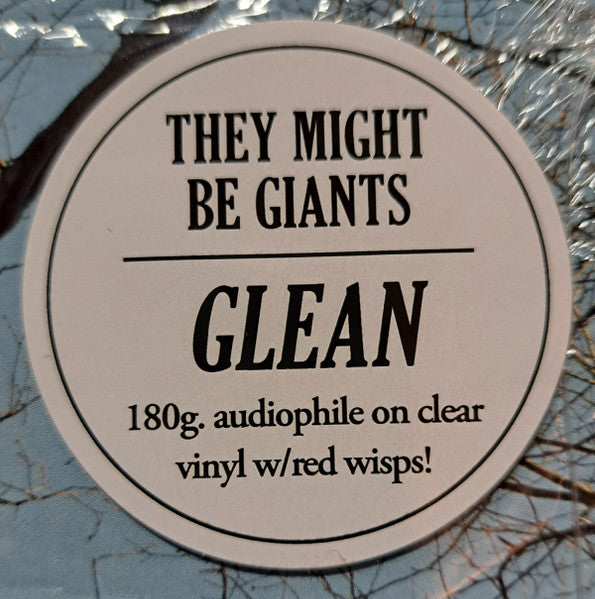 THEY MIGHT
BE GIANTS
GLEAN
180g. audiophile on clear
vinyl w/red wisps!